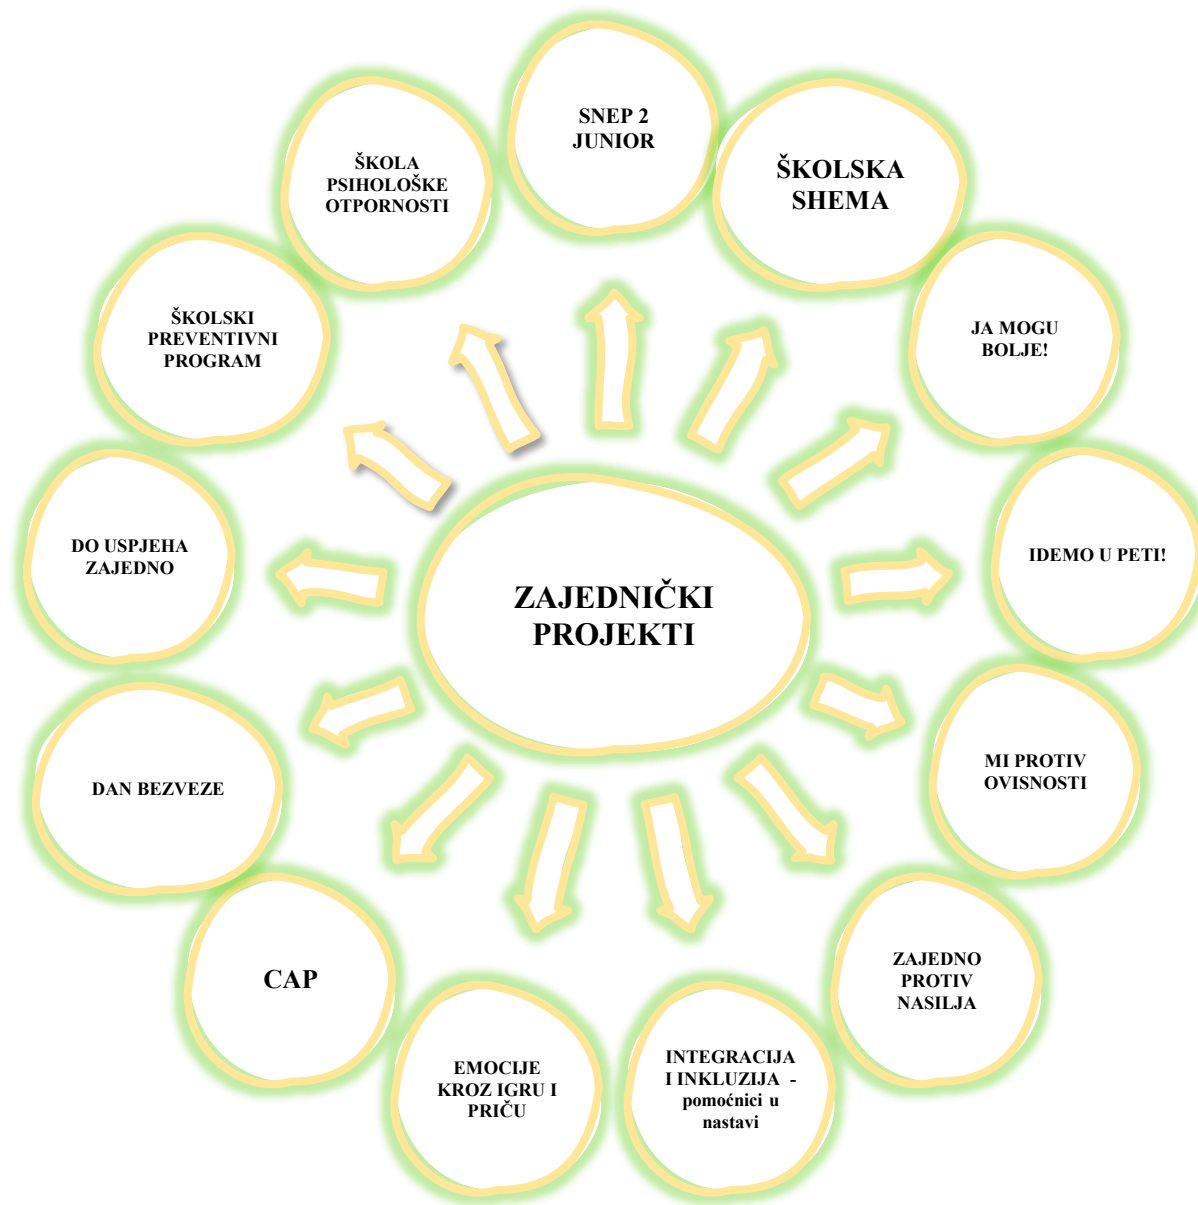 SNEP 2
JUNIOR
ŠKOLSKA
SHEMA
JA MOGU
BOLJE!
IDEMO U PETI!
MI PROTIV
OVISNOSTI
ZAJEDNO
PROTIV
NASILJA
INTEGRACIJA
I INKLUZIJA -
pomoćnici u
nastavi
EMOCIJE
KROZ IGRU I
PRIČU
CAP
DAN BEZVEZE
DO USPJEHA
ZAJEDNO
ŠKOLSKI
PREVENTIVNI
PROGRAM
ŠKOLA
PSIHOLOŠKE
OTPORNOSTI
ZAJEDNIČKI
PROJEKTI